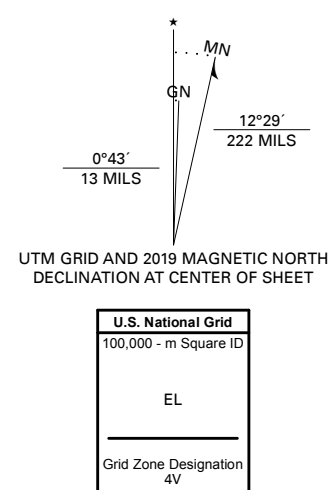 ★
MN
GN
12°29´
222 MILS
0°43´
13 MILS
UTM GRID AND 2019 MAGNETIC NORTH
DECLINATION AT CENTER OF SHEET
U.S. National Grid
100,000 - m Square ID
EL
Grid Zone Designation
4V